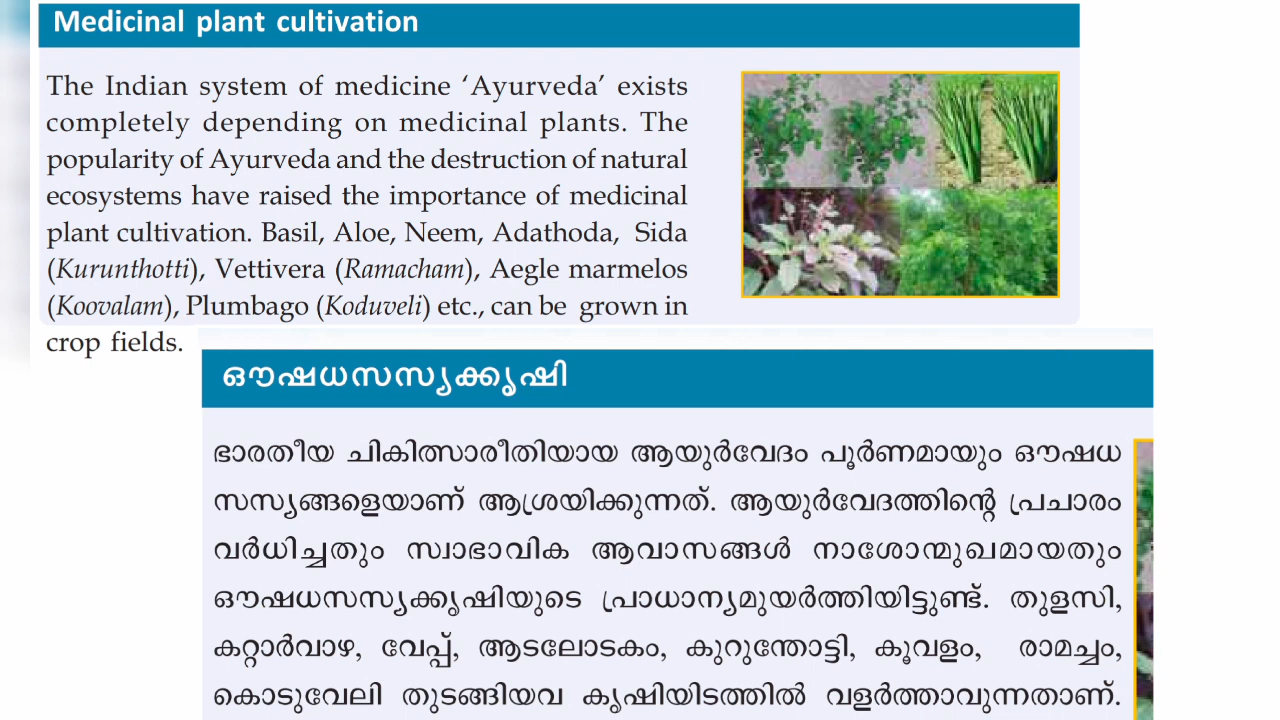 Medicinal plant cultivation
The Indian system of medicine ‘Ayurveda’ exists
completely depending on medicinal plants. The
popularity of Ayurveda and the destruction of natural
ecosystems have raised the importance of medicinal
plant cultivation. Basil, Aloe, Neem, Adathoda, Sida
(Kurunthotti), Vettivera (Ramacham), Aegle marmelos
(Koovalam), Plumbago (Koduveli) etc., can be grown in
crop fields.
ഔഷധസസ്യക്കൃഷി
ഭാരതീയ ചികിത്സാരീതിയായ ആയുർവേദം പൂർണമായും ഔഷധ
സസ്യങ്ങളെയാണ് ആശ്രയിക്കുന്നത്. ആയുർവേദത്തിന്റെ പ്രചാരം
വർധിച്ചതും സ്വാഭാവിക ആവാസങ്ങൾ നാശോന്മുഖമായതും
ഔഷധസസ്യക്കൃഷിയുടെ പ്രാധാന്യമുയർത്തിയിട്ടുണ്ട്. തുളസി,
കറ്റാർവാഴ, വേപ്പ്, ആടലോടകം, കുറുന്തോട്ടി, കൂവളം, രാമച്ചം,
കൊടുവേലി തുടങ്ങിയവ കൃഷിയിടത്തിൽ വളർത്താവുന്നതാണ്.